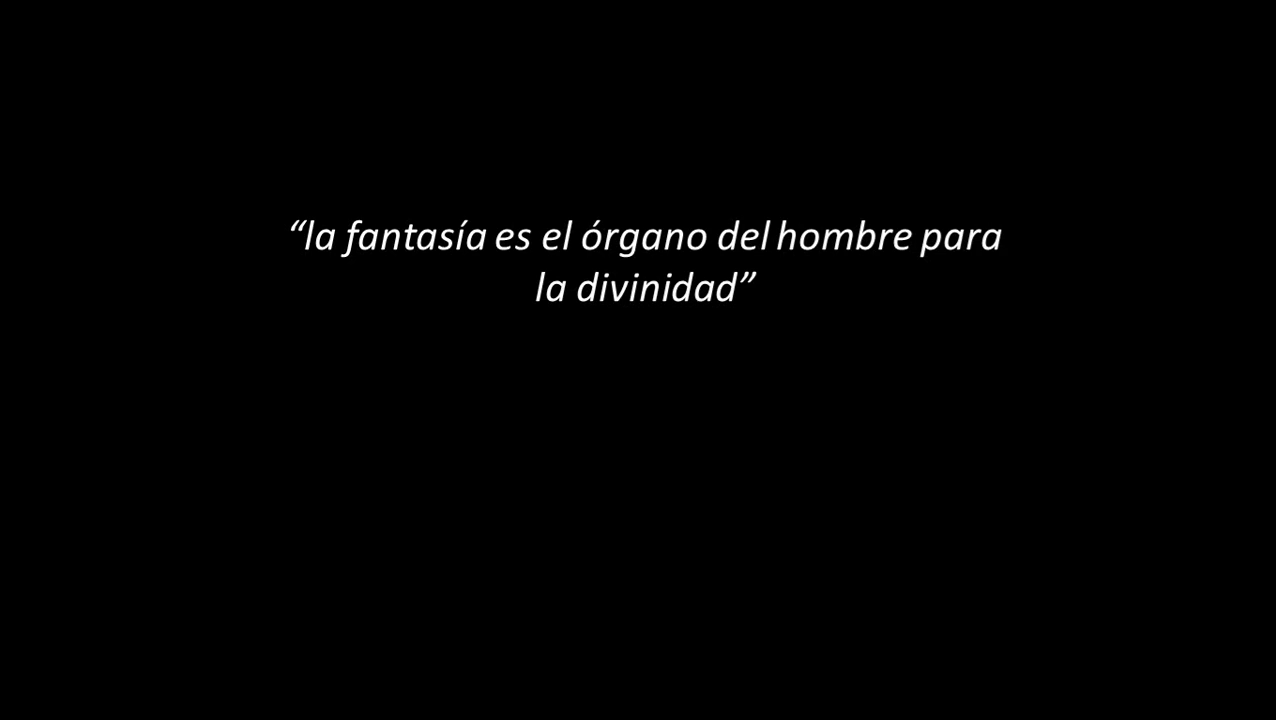 “la fantasía es el órgano del hombre para
la divinidad”